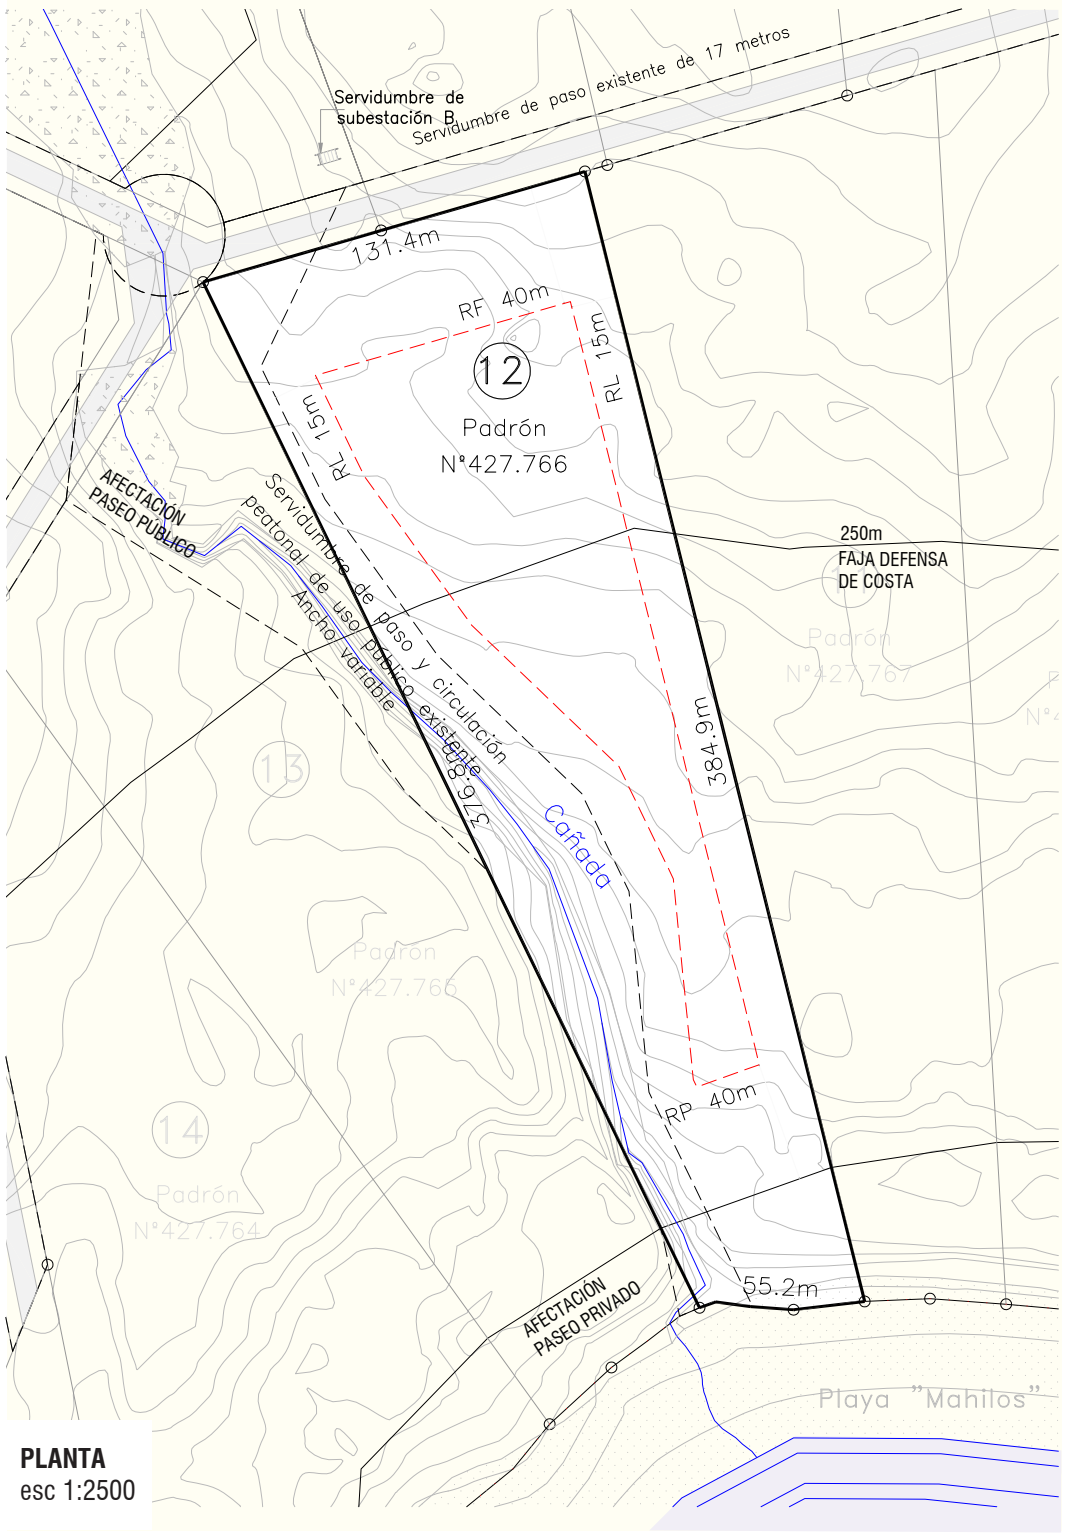 Servidumbre de
subestación B.
Servidumbre de paso existente de 17 metros
131.4m
RF 40m
RL 15m
RL 15m
12
Padrón
N°427.766
AFECTACIÓN
PASEO PÚBLICO
Servidumbre de paso y circulación
peatonal de uso público existente
Ancho variable
250m
FAJA DEFENSA
DE COSTA
11
Padrón
N°427.767
384.9m
376.8m
13
Cañada
Padrón
N°427.765
14
Padrón
N°427.764
RP 40m
55.2m
AFECTACIÓN
PASEO PRIVADO
Playa "Mahilos"
PLANTA
esc 1:2500